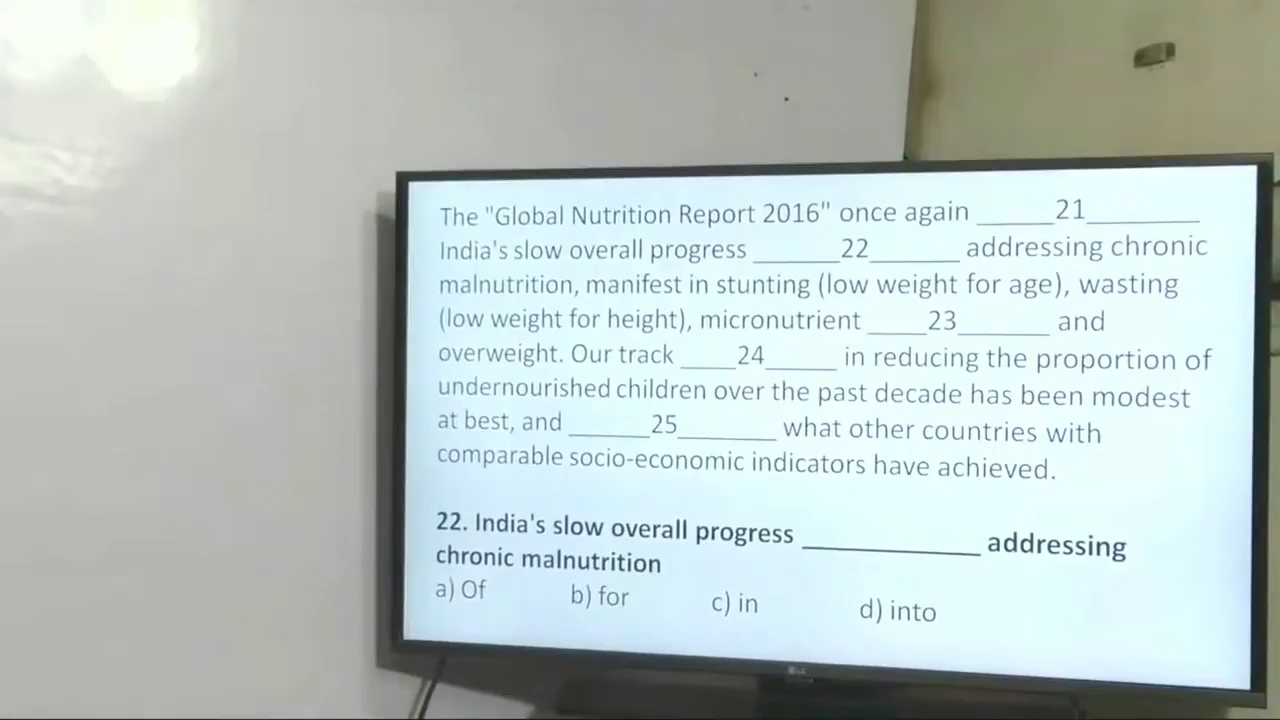 The "Global Nutrition Report 2016" once again ______21________
India's slow overall progress _______22_______ addressing chronic
malnutrition, manifest in stunting (low weight for age), wasting
(low weight for height), micronutrient _____23_______ and
overweight. Our track _____24______ in reducing the proportion of
undernourished children over the past decade has been modest
at best, and _______25________ what other countries with
comparable socio-economic indicators have achieved.
22. India's slow overall progress ______________ addressing
chronic malnutrition
a) Of b) for c) in d) into
LG